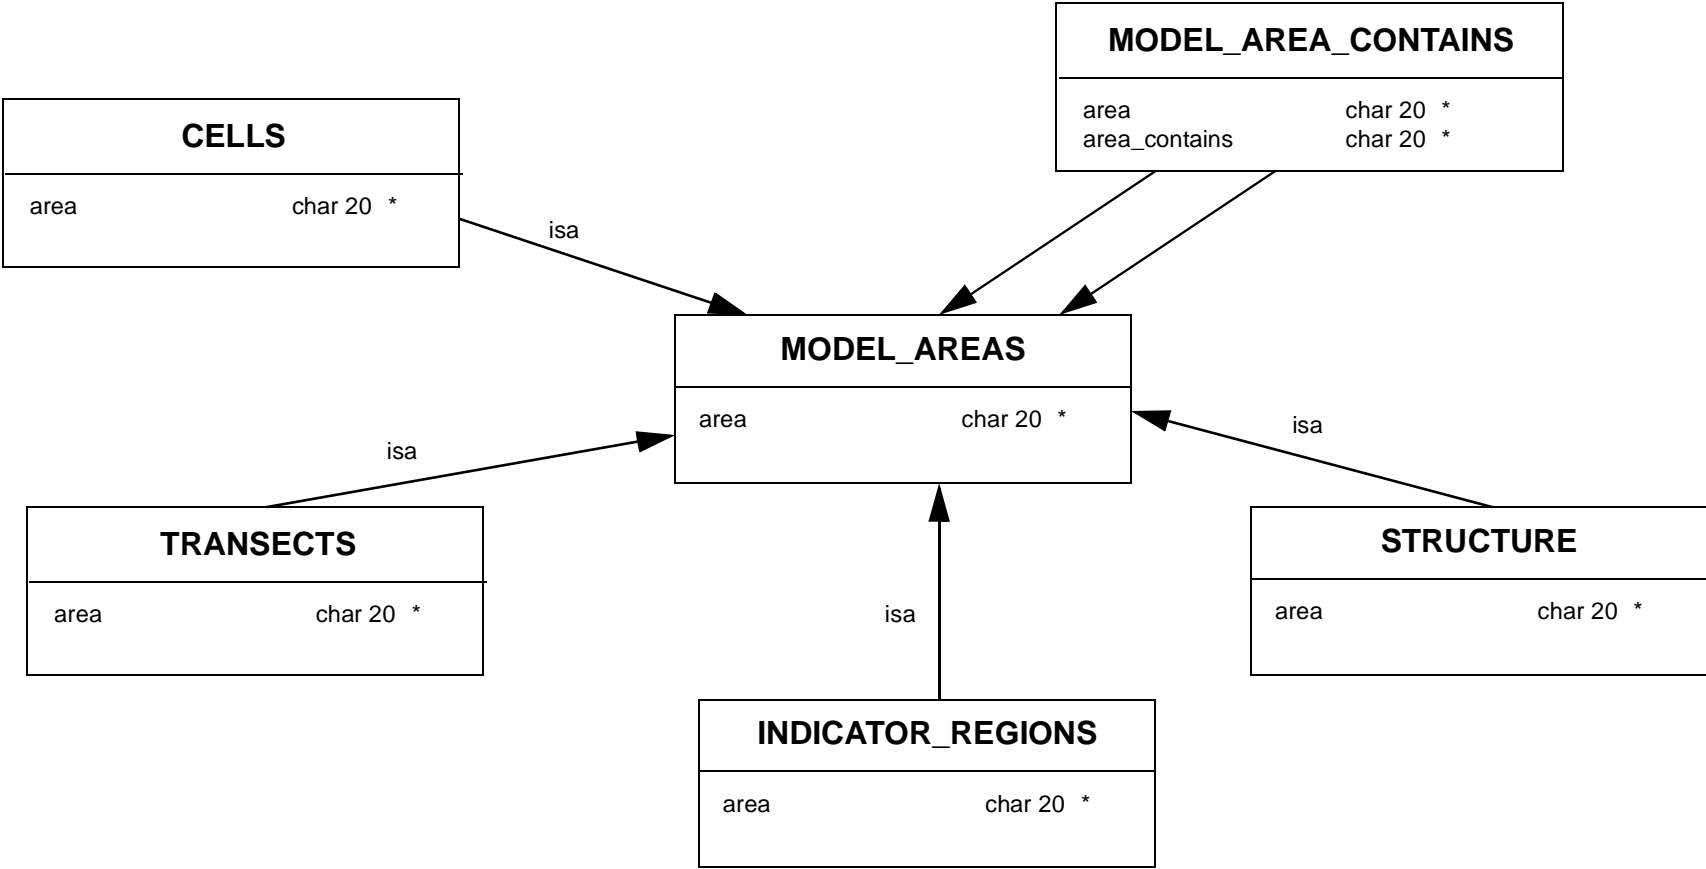 MODEL_AREA_CONTAINS
area char 20 *
area_contains char 20 *
CELLS
area char 20 *
isa
MODEL_AREAS
area char 20 *
isa
isa
TRANSECTS
area char 20 *
STRUCTURE
area char 20 *
isa
INDICATOR_REGIONS
area char 20 *